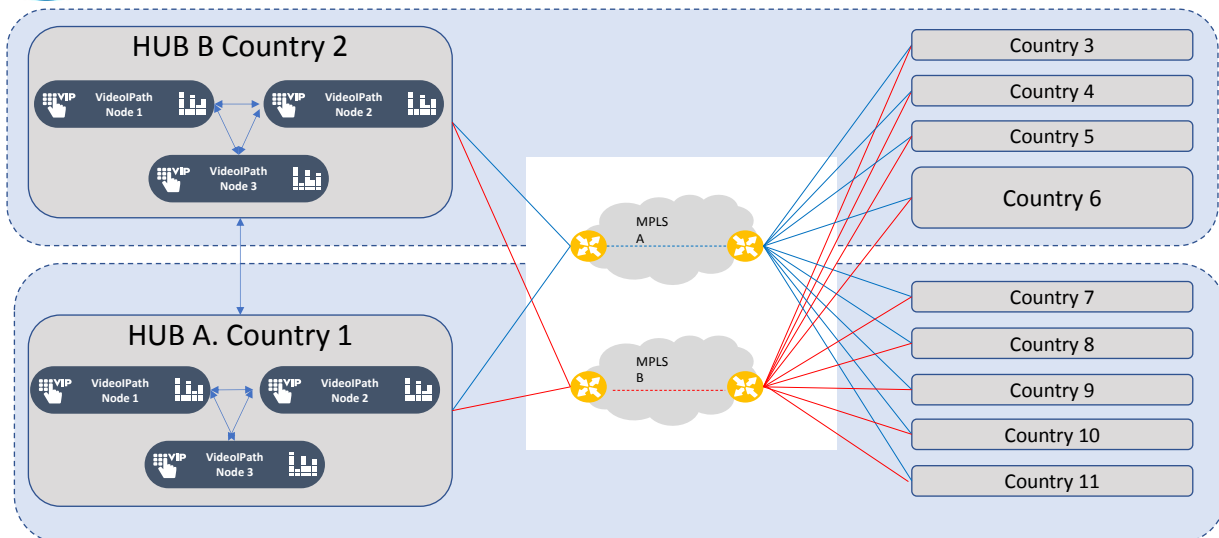 HUB B Country 2
VIP
VideoIPath
Node 1
VIP
VideoIPath
Node 2
VIP
VideoIPath
Node 3
HUB A. Country 1
VIP
VideoIPath
Node 1
VIP
VideoIPath
Node 2
VIP
VideoIPath
Node 3
MPLS
A
MPLS
B
Country 3
Country 4
Country 5
Country 6
Country 7
Country 8
Country 9
Country 10
Country 11